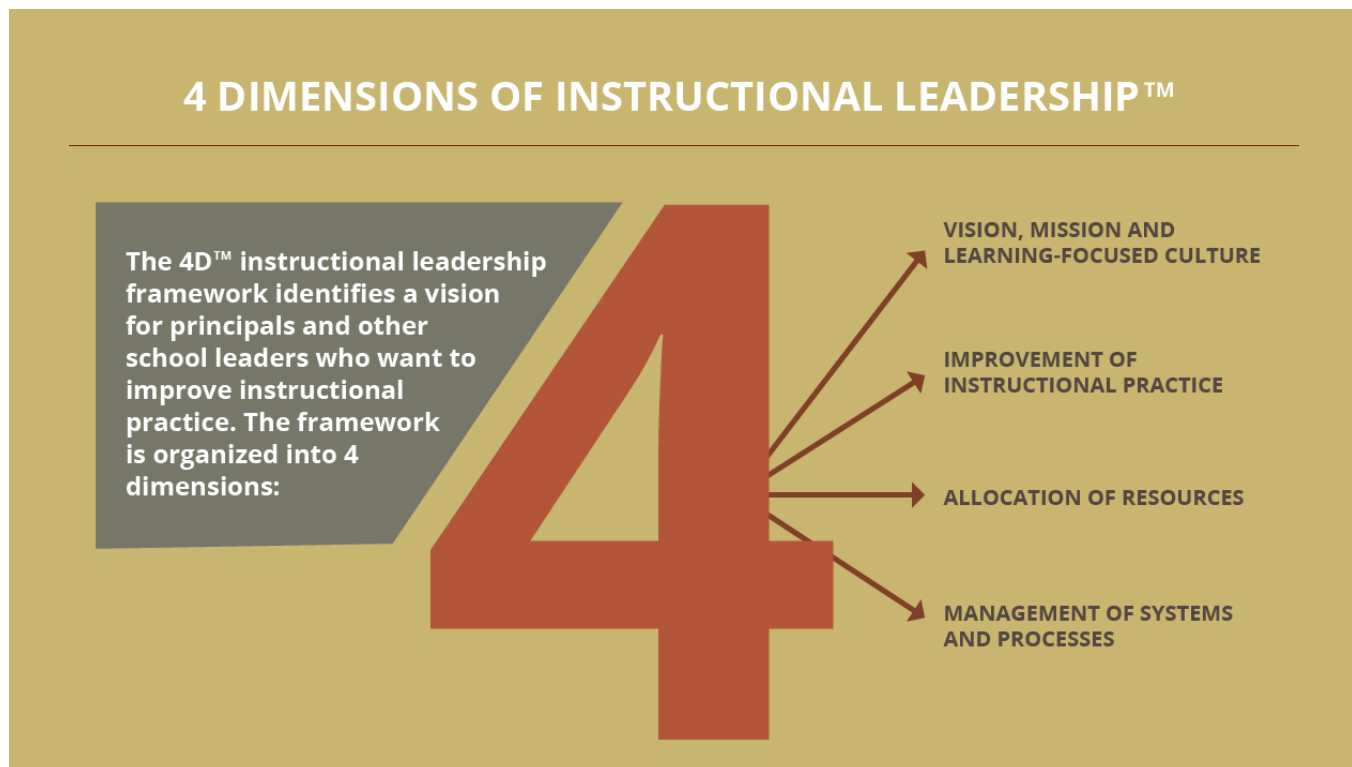 4 DIMENSIONS OF INSTRUCTIONAL LEADERSHIP™
The 4D™ instructional leadership
framework identifies a vision
for principals and other
school leaders who want to
improve instructional
practice. The framework
is organized into 4
dimensions:
4
VISION, MISSION AND
LEARNING-FOCUSED CULTURE
IMPROVEMENT OF
INSTRUCTIONAL PRACTICE
ALLOCATION OF RESOURCES
MANAGEMENT OF SYSTEMS
AND PROCESSES